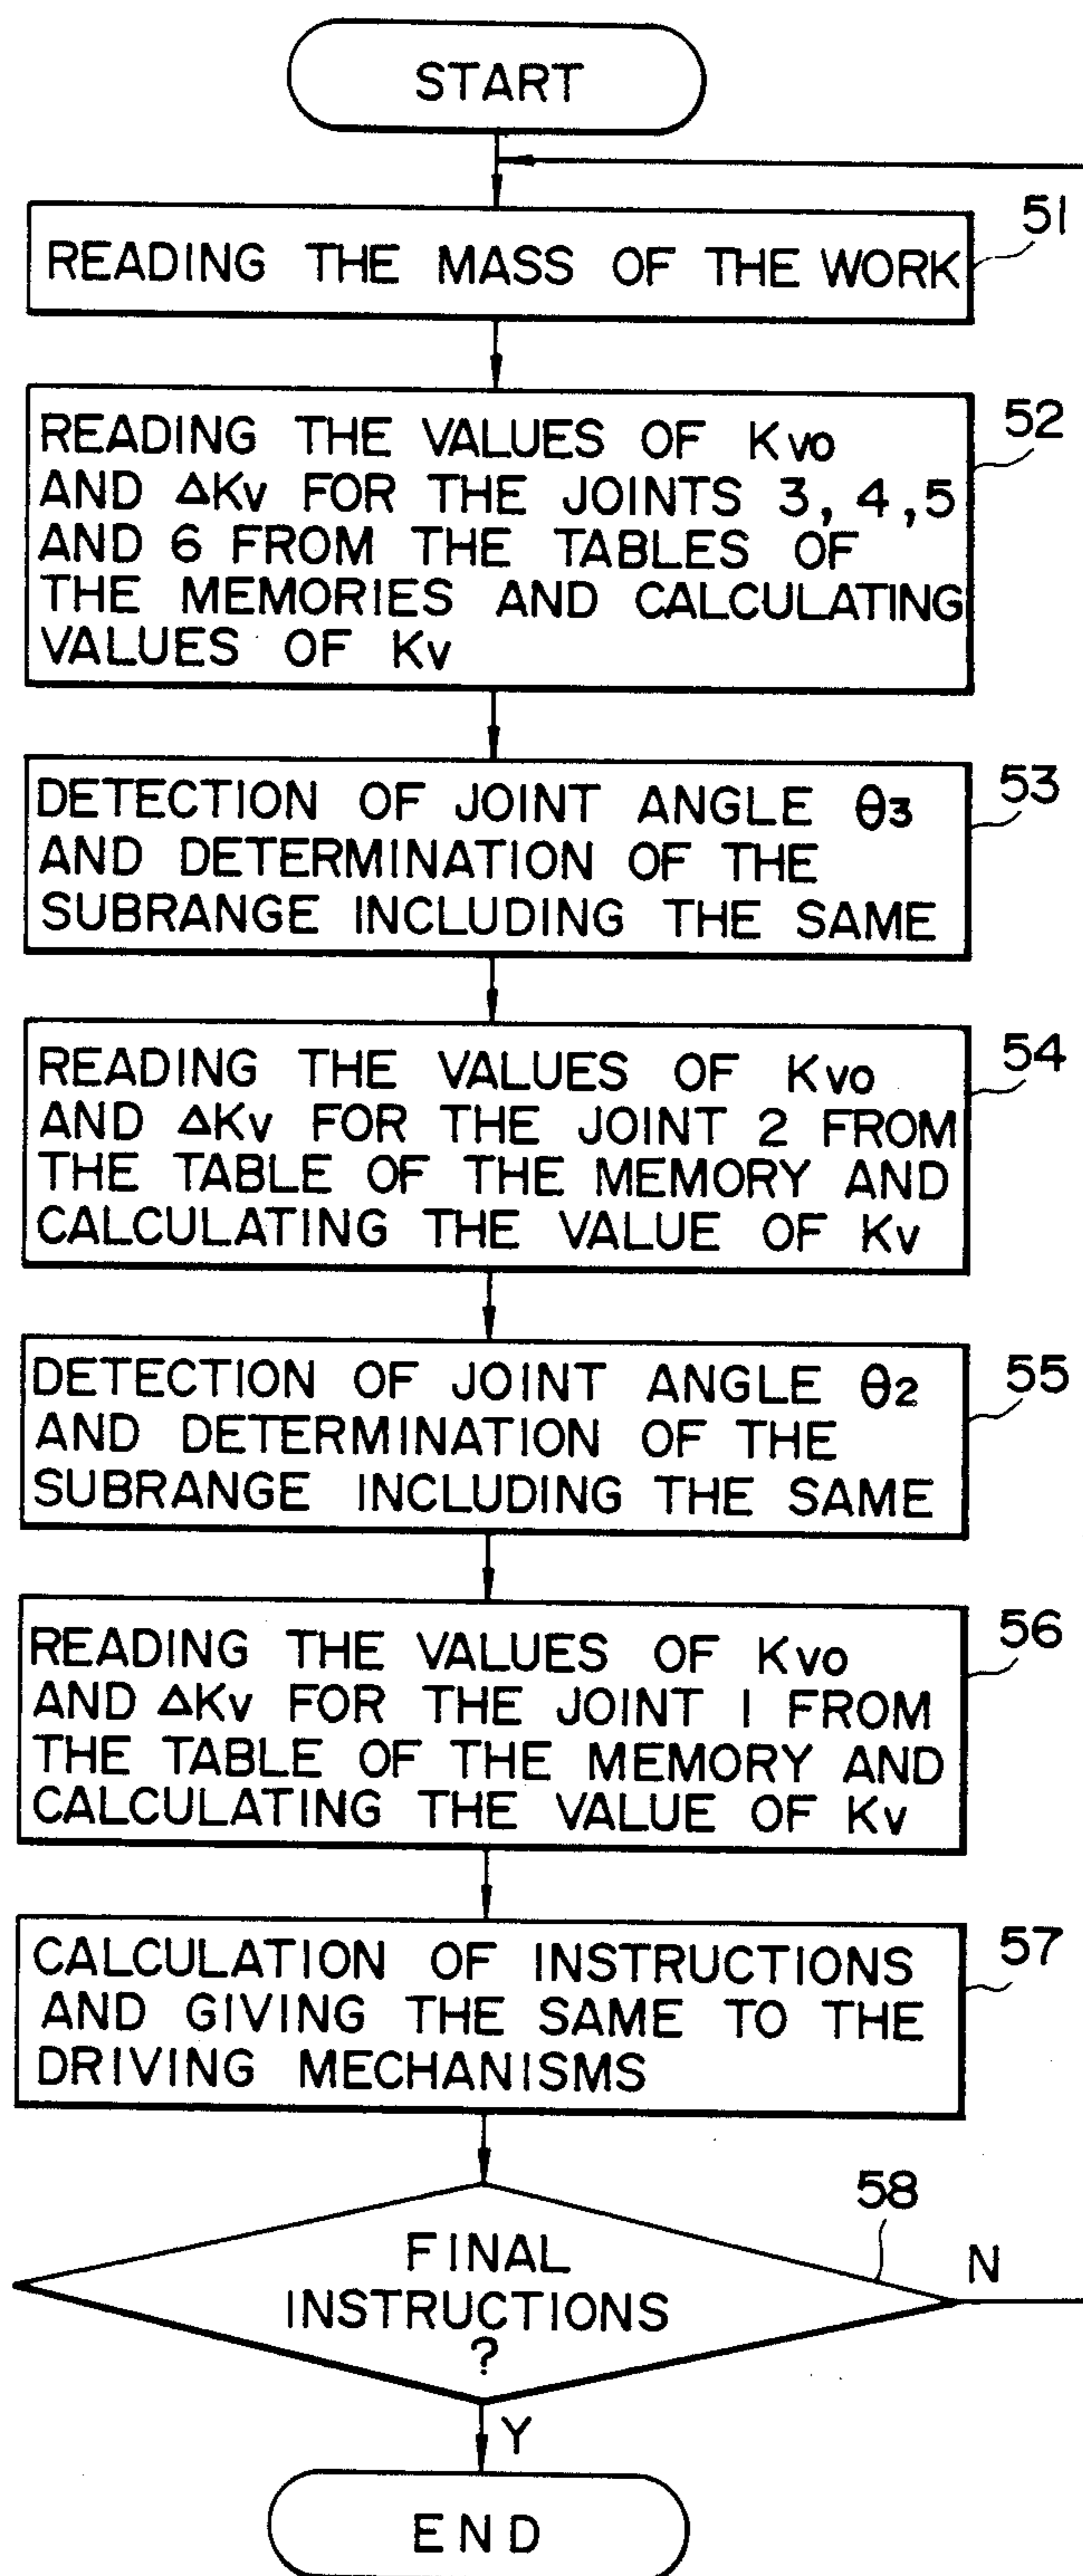 START
READING THE MASS OF THE WORK
51
READING THE VALUES OF Kvo
AND ΔKv FOR THE JOINTS 3, 4, 5
AND 6 FROM THE TABLES OF
THE MEMORIES AND CALCULATING
VALUES OF Kv
52
DETECTION OF JOINT ANGLE θ3
AND DETERMINATION OF THE
SUBRANGE INCLUDING THE SAME
53
READING THE VALUES OF Kvo
AND ΔKv FOR THE JOINT 2 FROM
THE TABLE OF THE MEMORY AND
CALCULATING THE VALUE OF Kv
54
DETECTION OF JOINT ANGLE θ2
AND DETERMINATION OF THE
SUBRANGE INCLUDING THE SAME
55
READING THE VALUES OF Kvo
AND ΔKv FOR THE JOINT 1 FROM
THE TABLE OF THE MEMORY AND
CALCULATING THE VALUE OF Kv
56
CALCULATION OF INSTRUCTIONS
AND GIVING THE SAME TO THE
DRIVING MECHANISMS
57
FINAL
INSTRUCTIONS
?
58
N
Y
END